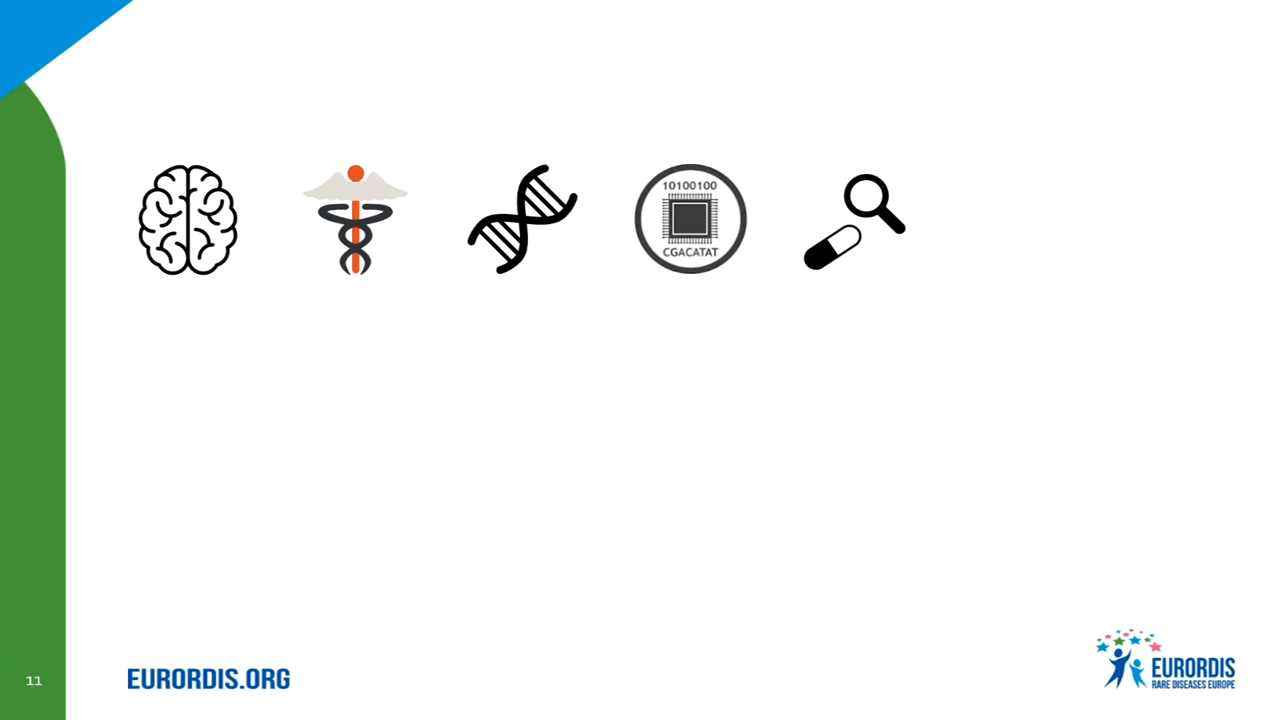 10100100
CGACATAT
11
EURORDIS.ORG
EURORDIS
RARE DISEASES EUROPE